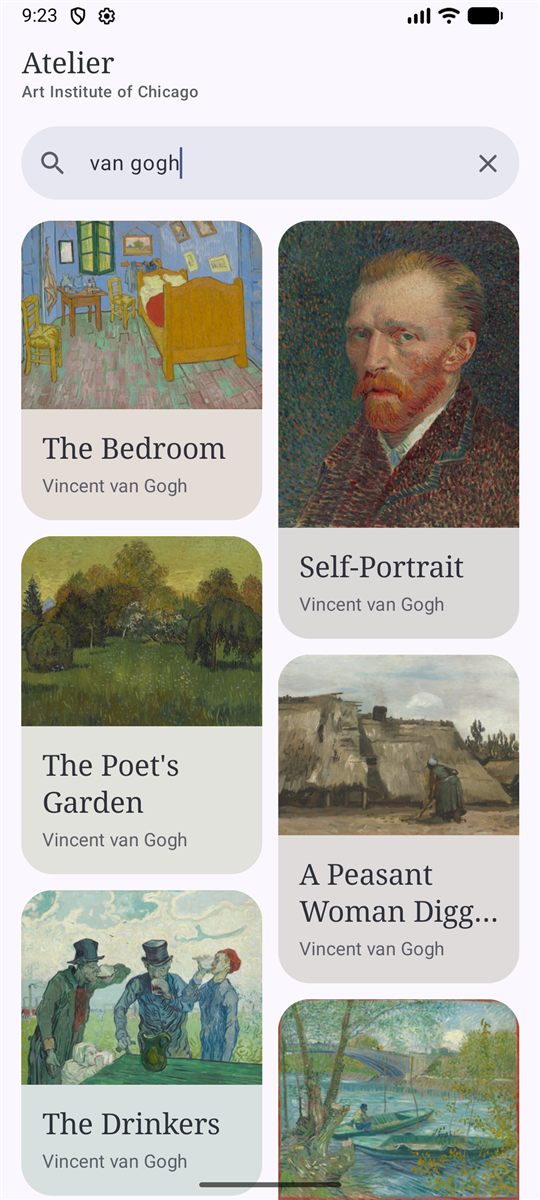 9:23
Atelier
Art Institute of Chicago
van gogh
The Bedroom
Vincent van Gogh
Self-Portrait
Vincent van Gogh
The Poet's
Garden
Vincent van Gogh
A Peasant
Woman Digg...
Vincent van Gogh
The Drinkers
Vincent van Gogh